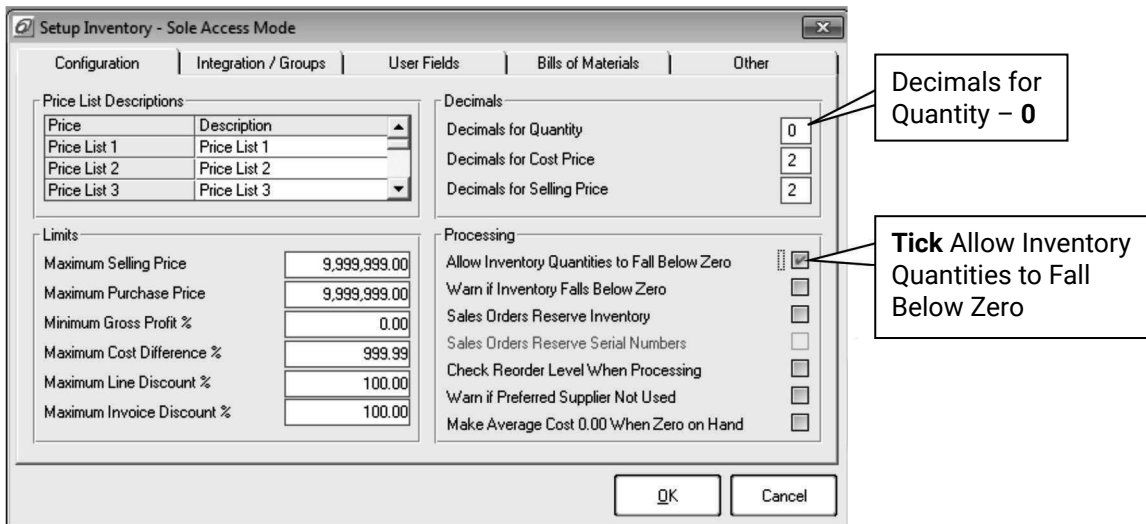 Setup Inventory - Sole Access Mode
Configuration
Integration / Groups
User Fields
Bills of Materials
Other
Price List Descriptions
Price Description
Price List 1 Price List 1
Price List 2 Price List 2
Price List 3 Price List 3
Decimals
Decimals for Quantity 0
Decimals for Cost Price 2
Decimals for Selling Price 2
Limits
Maximum Selling Price 9,999,999.00
Maximum Purchase Price 9,999,999.00
Minimum Gross Profit % 0.00
Maximum Cost Difference % 999.99
Maximum Line Discount % 100.00
Maximum Invoice Discount % 100.00
Processing
Allow Inventory Quantities to Fall Below Zero
Warn if Inventory Falls Below Zero
Sales Orders Reserve Inventory
Sales Orders Reserve Serial Numbers
Check Reorder Level When Processing
Warn if Preferred Supplier Not Used
Make Average Cost 0.00 When Zero on Hand
OK
Cancel
Decimals for
Quantity – 0
Tick Allow Inventory
Quantities to Fall
Below Zero